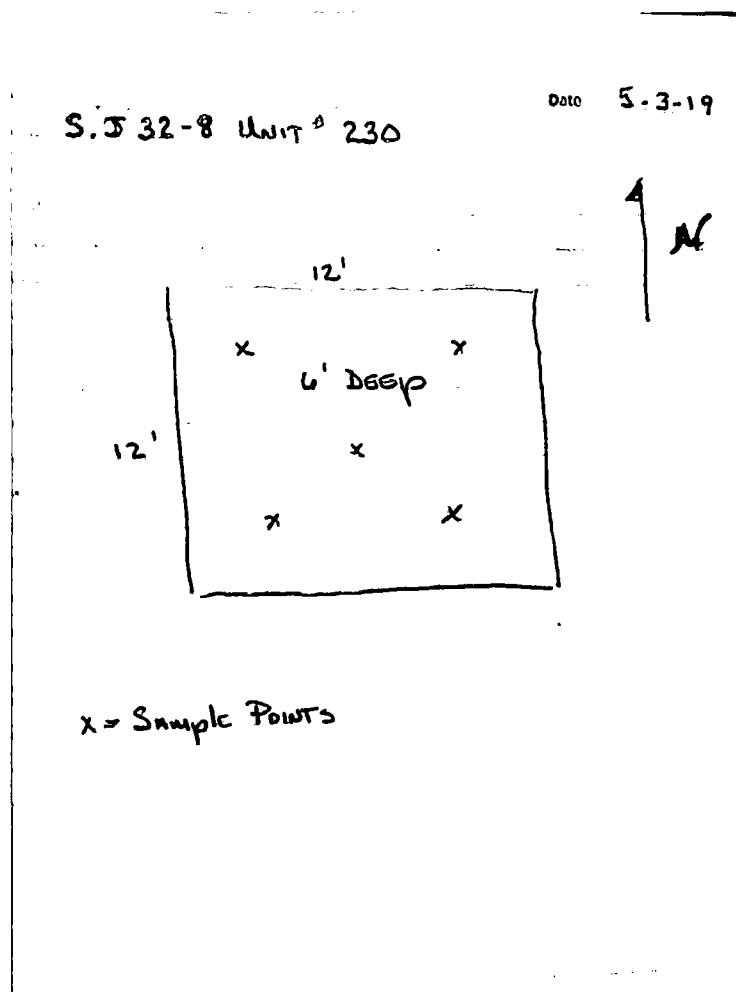 Date 5-3-19
S.J 32-8 UNIT # 230
N
12'
6' DEEP
12'
x = Sample Points